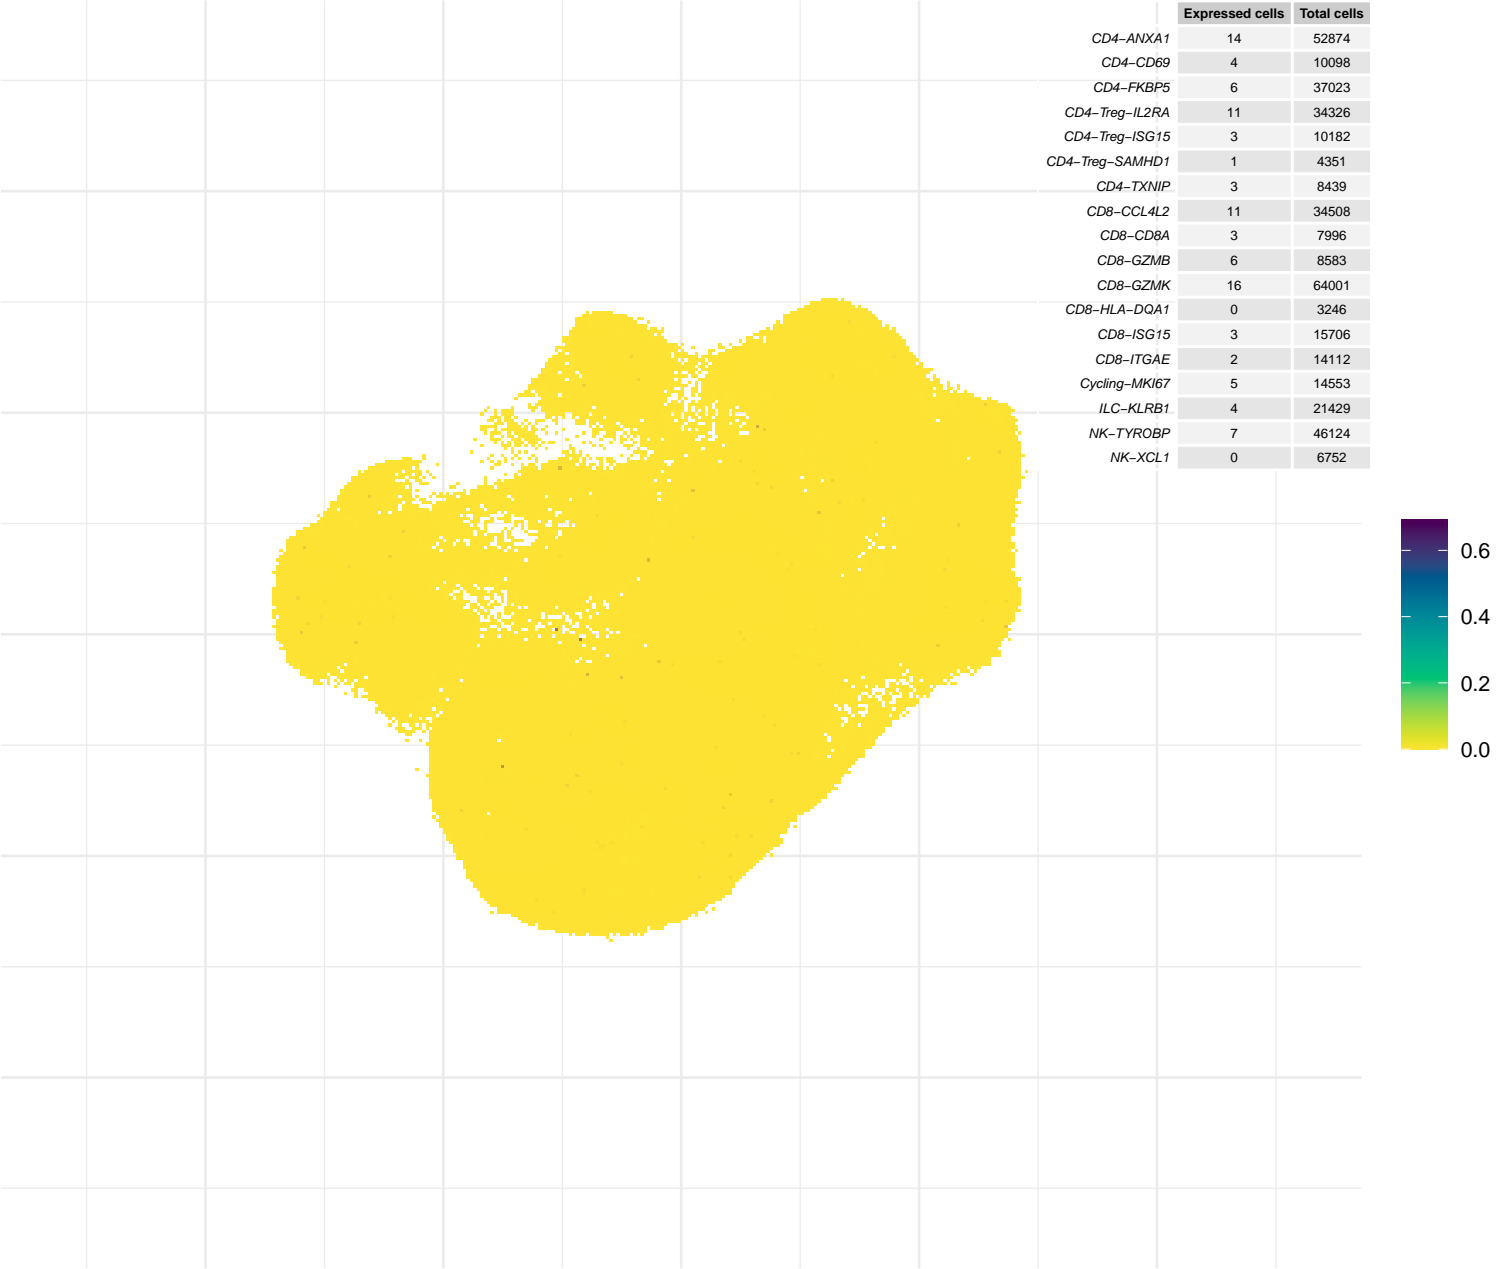 Expressed cells Total cells
CD4−ANXA1 14 52874
CD4−CD69 4 10098
CD4−FKBP5 6 37023
CD4−Treg−IL2RA 11 34326
CD4−Treg−ISG15 3 10182
CD4−Treg−SAMHD1 1 4351
CD4−TXNIP 3 8439
CD8−CCL4L2 11 34508
CD8−CD8A 3 7996
CD8−GZMB 6 8583
CD8−GZMK 16 64001
CD8−HLA−DQA1 0 3246
CD8−ISG15 3 15706
CD8−ITGAE 2 14112
Cycling−MKI67 5 14553
ILC−KLRB1 4 21429
NK−TYROBP 7 46124
NK−XCL1 0 6752
0.6
0.4
0.2
0.0